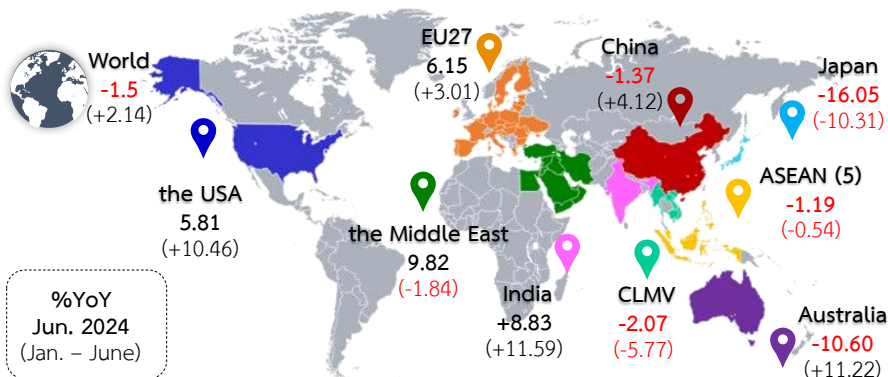 World
-1.5
(+2.14)
EU27
6.15
(+3.01)
China
-1.37
(+4.12)
Japan
-16.05
(-10.31)
the USA
5.81
(+10.46)
the Middle East
9.82
(-1.84)
ASEAN (5)
-1.19
(-0.54)
India
+8.83
(+11.59)
CLMV
-2.07
(-5.77)
Australia
-10.60
(+11.22)
%YoY
Jun. 2024
(Jan. – June)